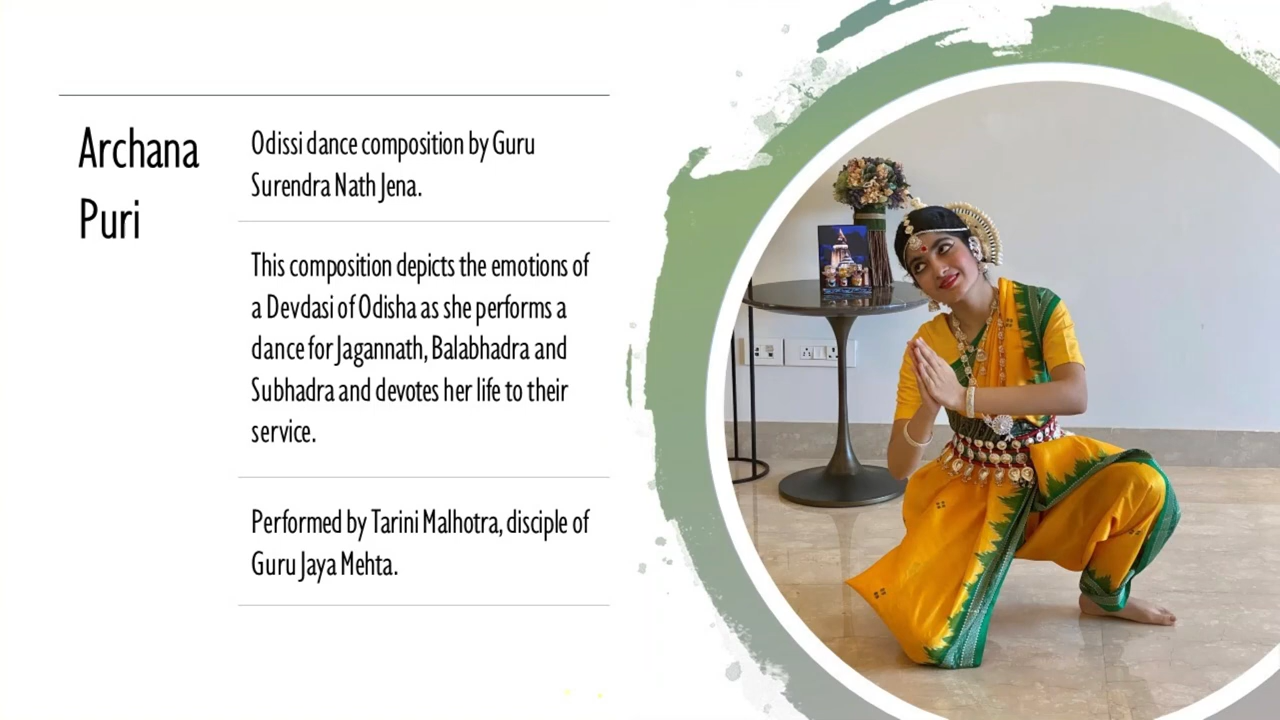 Archana
Puri
Odissi dance composition by Guru
Surendra Nath Jena.
This composition depicts the emotions of
a Devdasi of Odisha as she performs a
dance for Jagannath, Balabhadra and
Subhadra and devotes her life to their
service.
Performed by Tarini Malhotra, disciple of
Guru Jaya Mehta.